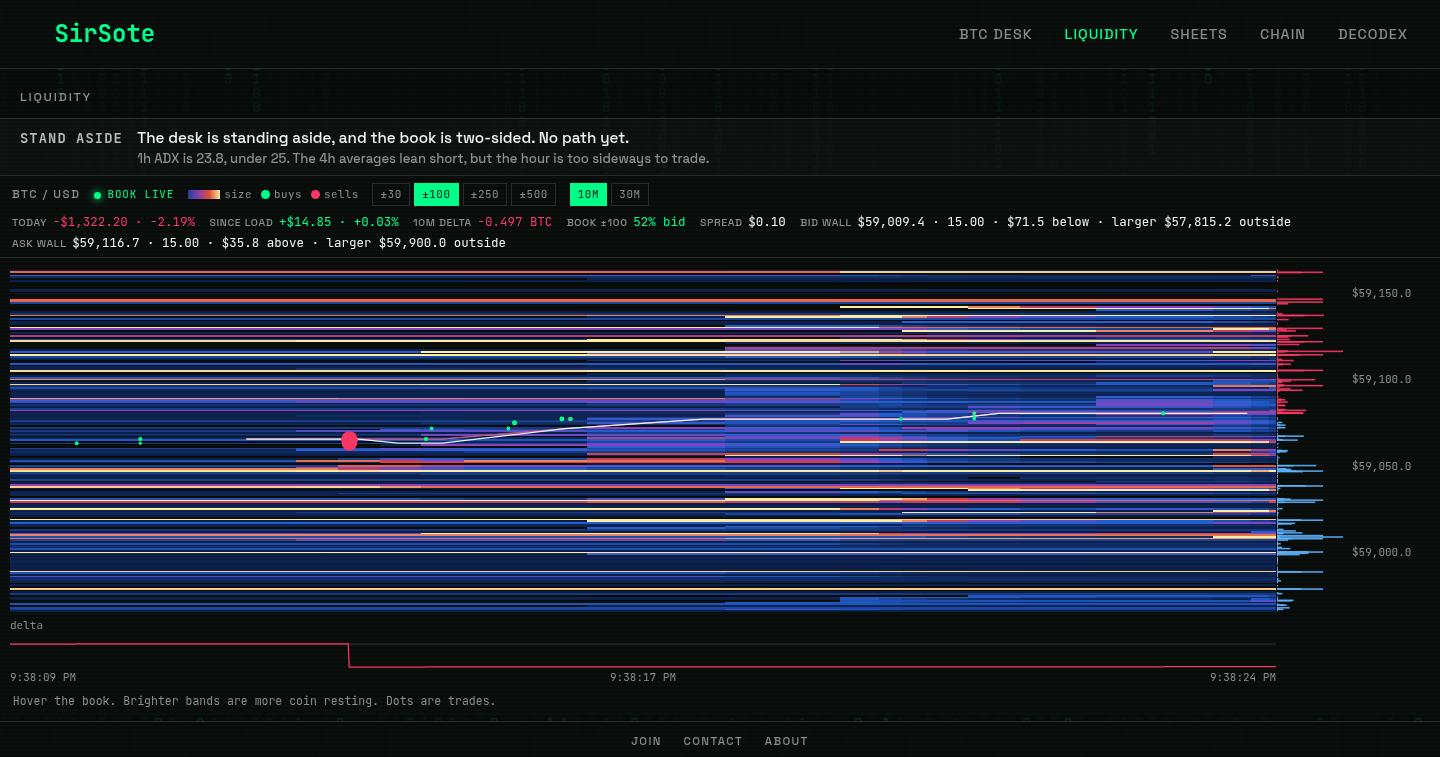 SirSote
BTC DESK LIQUIDITY SHEETS CHAIN DECODEX
LIQUIDITY
STAND ASIDE The desk is standing aside, and the book is two-sided. No path yet.
1h ADX is 23.8, under 25. The 4h averages lean short, but the hour is too sideways to trade.
BTC / USD BOOK LIVE size buys sells ±30 ±100 ±250 ±500 10M 30M
TODAY -$1,322.20 · -2.19% SINCE LOAD +$14.85 · +0.03% 10M DELTA -0.497 BTC BOOK ±100 52% bid SPREAD $0.10 BID WALL $59,009.4 · 15.00 · $71.5 below · larger $57,815.2 outside
ASK WALL $59,116.7 · 15.00 · $35.8 above · larger $59,900.0 outside
$59,150.0
$59,100.0
$59,050.0
$59,000.0
delta
9:38:09 PM 9:38:17 PM 9:38:24 PM
Hover the book. Brighter bands are more coin resting. Dots are trades.
JOIN CONTACT ABOUT